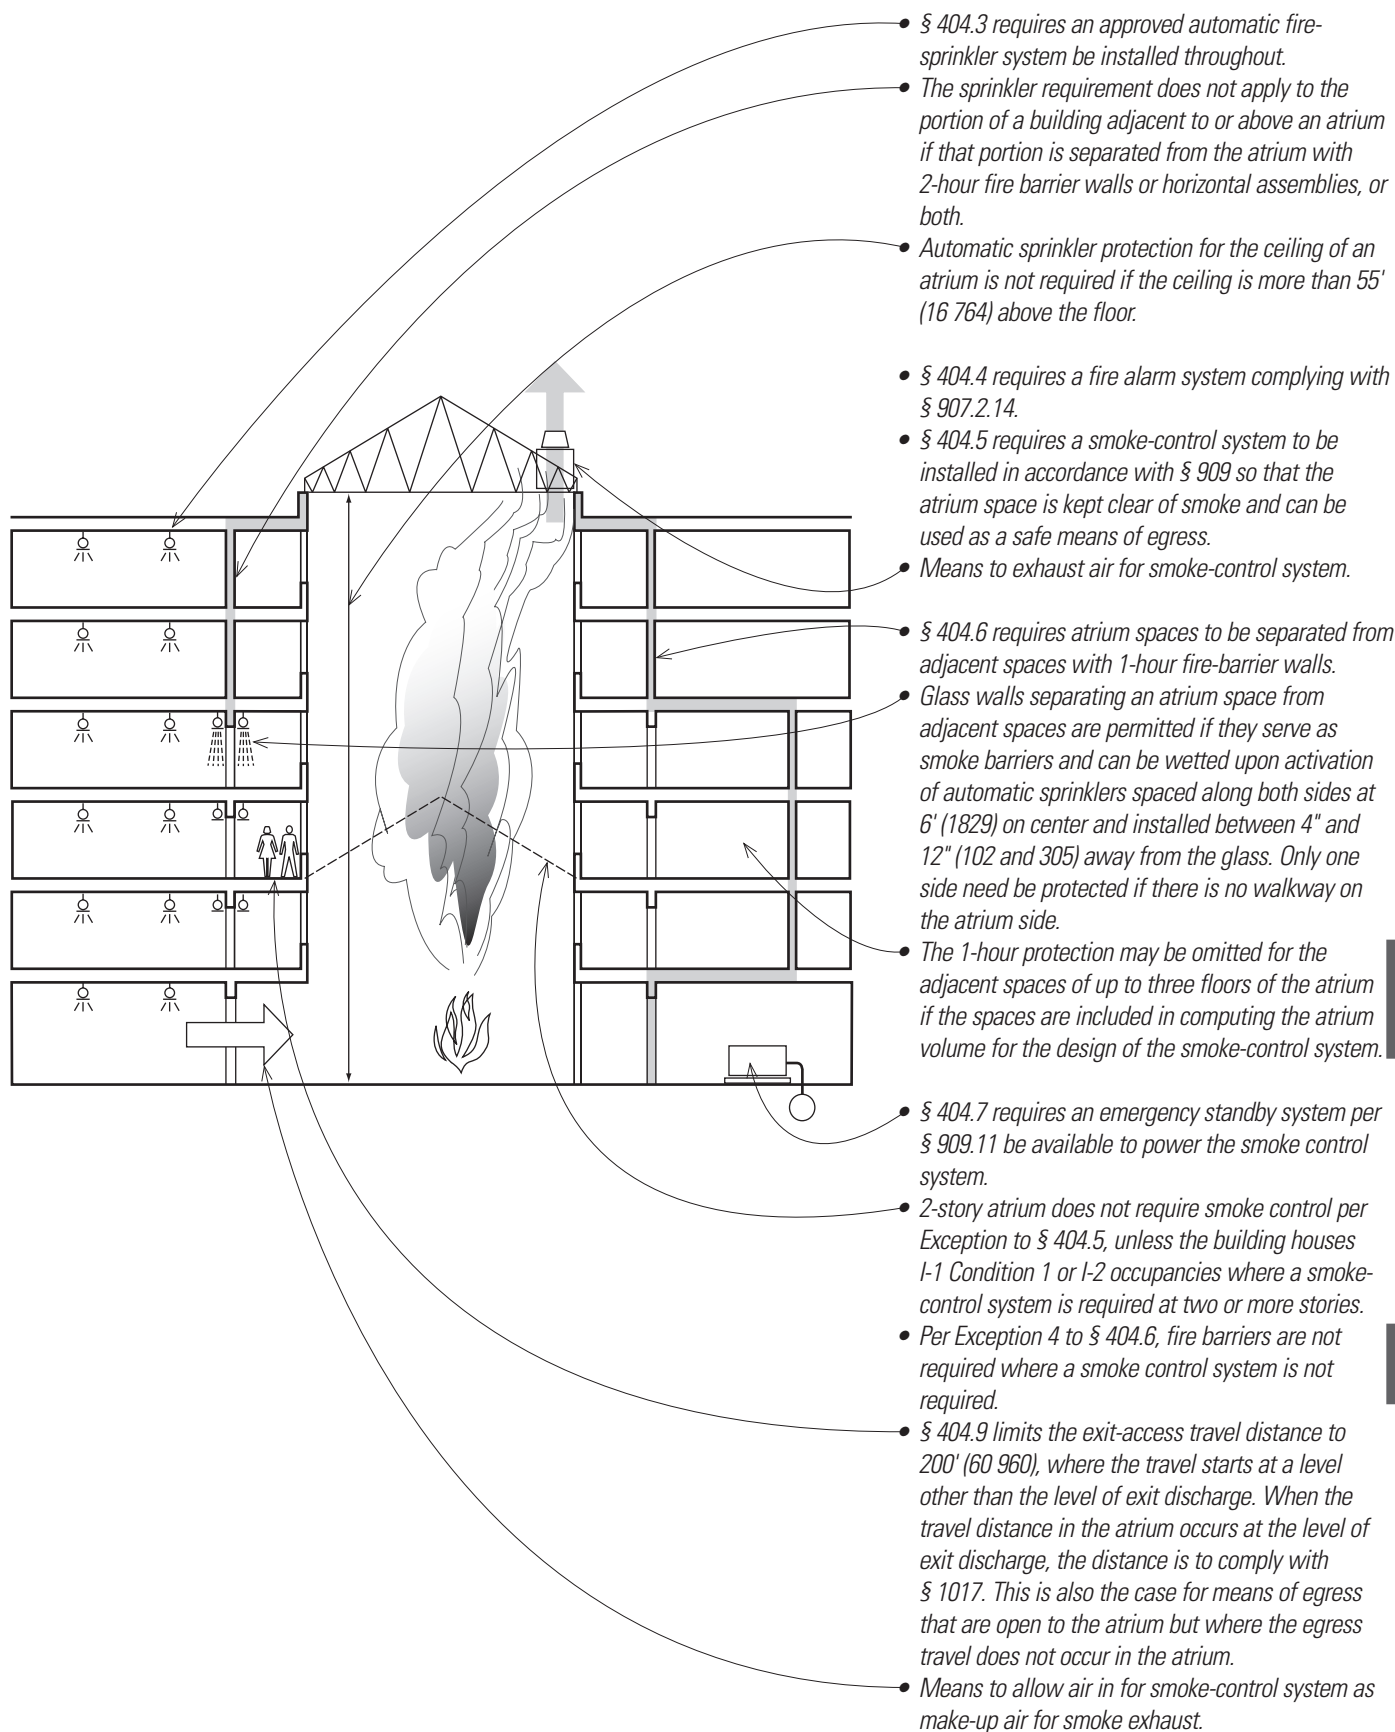 • § 404.3 requires an approved automatic fire-
sprinkler system be installed throughout.
• The sprinkler requirement does not apply to the
portion of a building adjacent to or above an atrium
if that portion is separated from the atrium with
2-hour fire barrier walls or horizontal assemblies, or
both.
• Automatic sprinkler protection for the ceiling of an
atrium is not required if the ceiling is more than 55'
(16 764) above the floor.
• § 404.4 requires a fire alarm system complying with
§ 907.2.14.
• § 404.5 requires a smoke-control system to be
installed in accordance with § 909 so that the
atrium space is kept clear of smoke and can be
used as a safe means of egress.
• Means to exhaust air for smoke-control system.
• § 404.6 requires atrium spaces to be separated from
adjacent spaces with 1-hour fire-barrier walls.
• Glass walls separating an atrium space from
adjacent spaces are permitted if they serve as
smoke barriers and can be wetted upon activation
of automatic sprinklers spaced along both sides at
6' (1829) on center and installed between 4" and
12" (102 and 305) away from the glass. Only one
side need be protected if there is no walkway on
the atrium side.
• The 1-hour protection may be omitted for the
adjacent spaces of up to three floors of the atrium
if the spaces are included in computing the atrium
volume for the design of the smoke-control system.
• § 404.7 requires an emergency standby system per
§ 909.11 be available to power the smoke control
system.
• 2-story atrium does not require smoke control per
Exception to § 404.5, unless the building houses
I-1 Condition 1 or I-2 occupancies where a smoke-
control system is required at two or more stories.
• Per Exception 4 to § 404.6, fire barriers are not
required where a smoke control system is not
required.
• § 404.9 limits the exit-access travel distance to
200' (60 960), where the travel starts at a level
other than the level of exit discharge. When the
travel distance in the atrium occurs at the level of
exit discharge, the distance is to comply with
§ 1017. This is also the case for means of egress
that are open to the atrium but where the egress
travel does not occur in the atrium.
• Means to allow air in for smoke-control system as
make-up air for smoke exhaust.